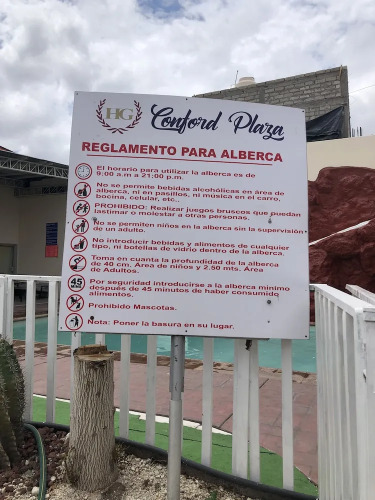 HG
Conford Plaza
REGLAMENTO PARA ALBERCA
El horario para utilizar la alberca es de
9:00 a.m a 21:00 p.m.
No se permite bebidas alcohólicas en área de
alberca, ni en pasillos, ni música en el carro,
bocina, celular, etc..
PROHIBIDO: Realizar juegos bruscos que puedan
lastimar o molestar a otras personas.
No se permiten niños en la alberca sin la supervisión
de un adulto.
No introducir bebidas y alimentos de cualquier
tipo, ni botellas de vidrio dentro de la alberca.
Toma en cuanta la profundidad de la alberca
de 40 cm. Área de niños y 2.50 mts. Área
de Adultos.
45
Por seguridad introducirse a la alberca mínimo
después de 45 minutos de haber consumido
alimentos.
Prohibido Mascotas.
Nota: Poner la basura en su lugar.